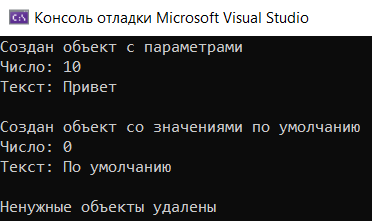 C:\
Консоль отладки Microsoft Visual Studio
Создан объект с параметрами
Число: 10
Текст: Привет
Создан объект со значениями по умолчанию
Число: 0
Текст: По умолчанию
Ненужные объекты удалены